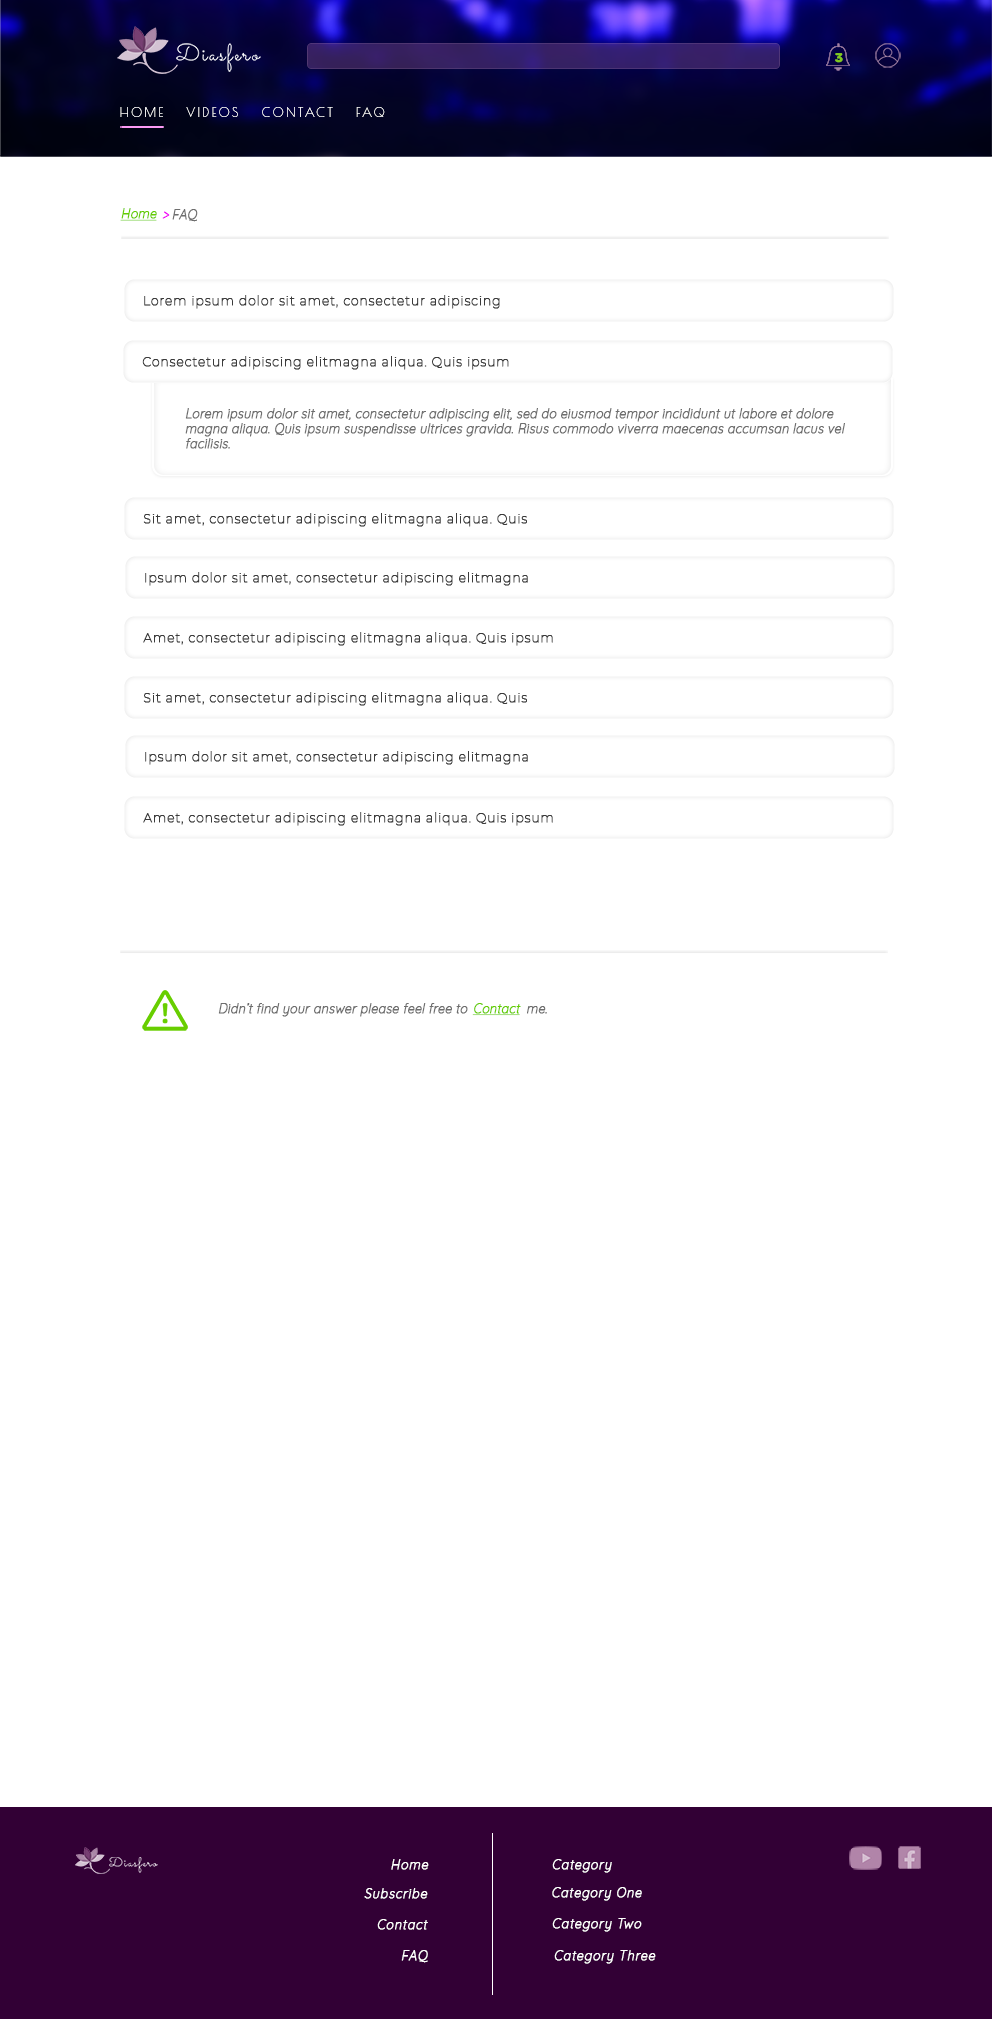 Diasfero
3
HOME VIDEOS CONTACT FAQ
Home > FAQ
Lorem ipsum dolor sit amet, consectetur adipiscing
Consectetur adipiscing elitmagna aliqua. Quis ipsum
Lorem ipsum dolor sit amet, consectetur adipiscing elit, sed do eiusmod tempor incididunt ut labore et dolore
magna aliqua. Quis ipsum suspendisse ultrices gravida. Risus commodo viverra maecenas accumsan lacus vel
facilisis.
Sit amet, consectetur adipiscing elitmagna aliqua. Quis
Ipsum dolor sit amet, consectetur adipiscing elitmagna
Amet, consectetur adipiscing elitmagna aliqua. Quis ipsum
Sit amet, consectetur adipiscing elitmagna aliqua. Quis
Ipsum dolor sit amet, consectetur adipiscing elitmagna
Amet, consectetur adipiscing elitmagna aliqua. Quis ipsum
Didn't find your answer please feel free to Contact me.
Diasfero
Home
Subscribe
Contact
FAQ
Category
Category One
Category Two
Category Three